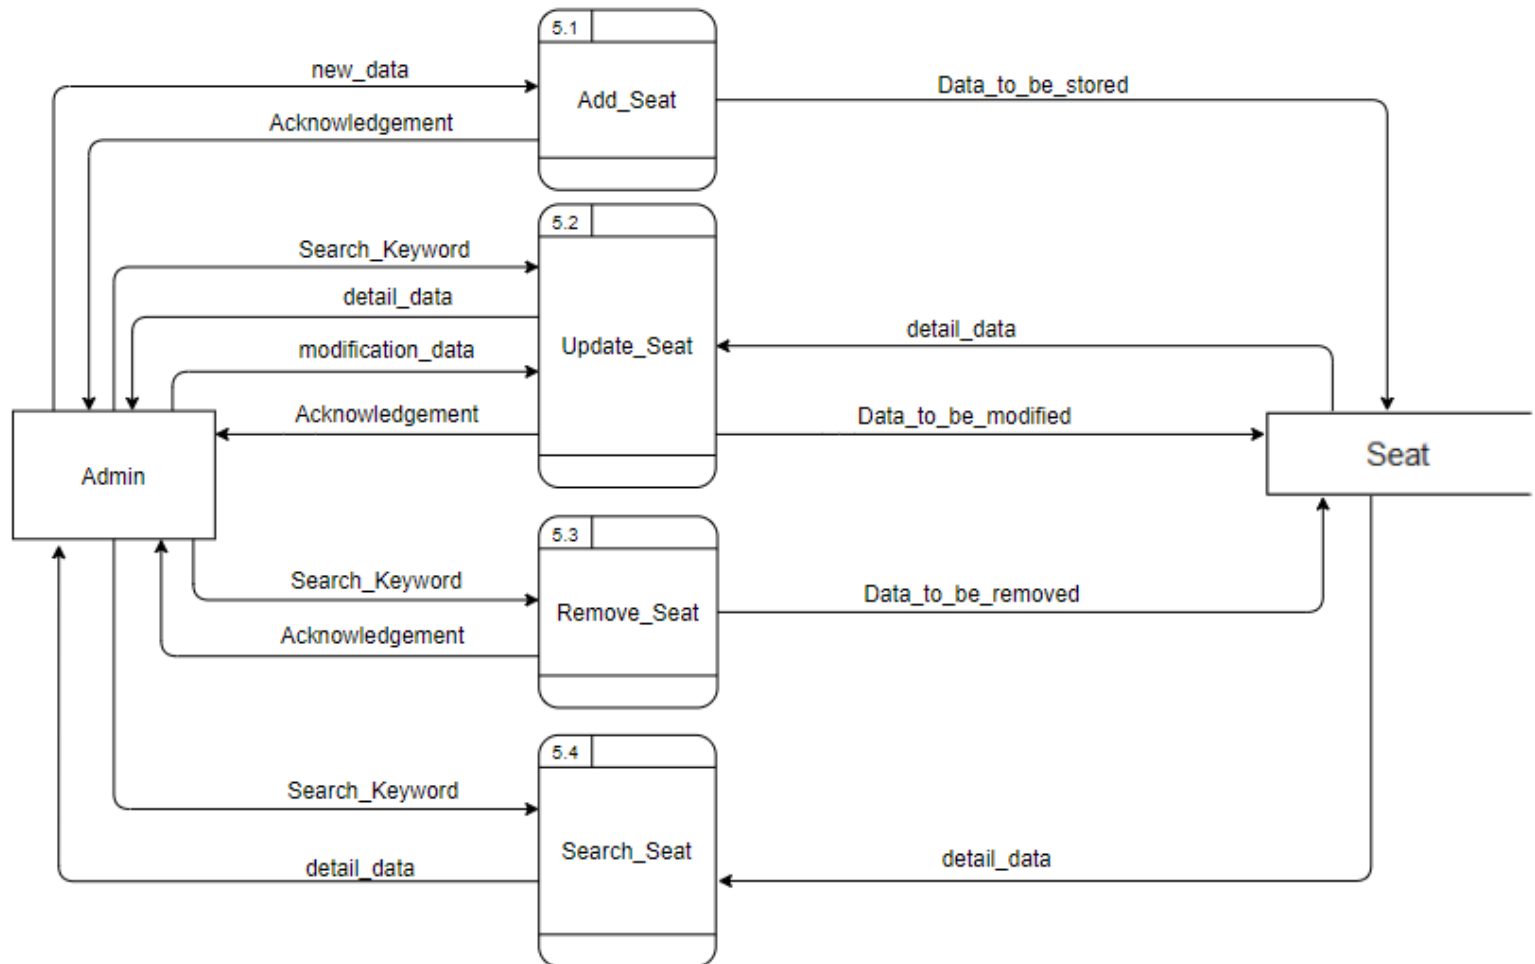 5.1
new_data
Data_to_be_stored
Add_Seat
Acknowledgement
5.2
Search_Keyword
detail_data
detail_data
modification_data
Update_Seat
Acknowledgement
Data_to_be_modified
Admin
Seat
5.3
Search_Keyword
Data_to_be_removed
Remove_Seat
Acknowledgement
5.4
Search_Keyword
Search_Seat
detail_data
detail_data